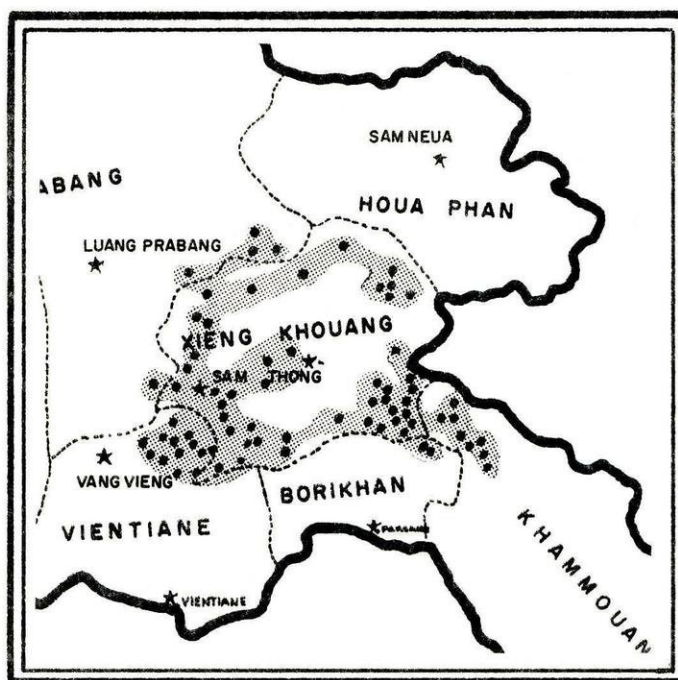 SAM NEUA
ABANG
HOUA PHAN
LUANG PRABANG
XIENG KHOUANG
SAM THONG
VANG VIENG
BORIKHAN
VIENTIANE
KHAMMOUAN
VIENTIANE